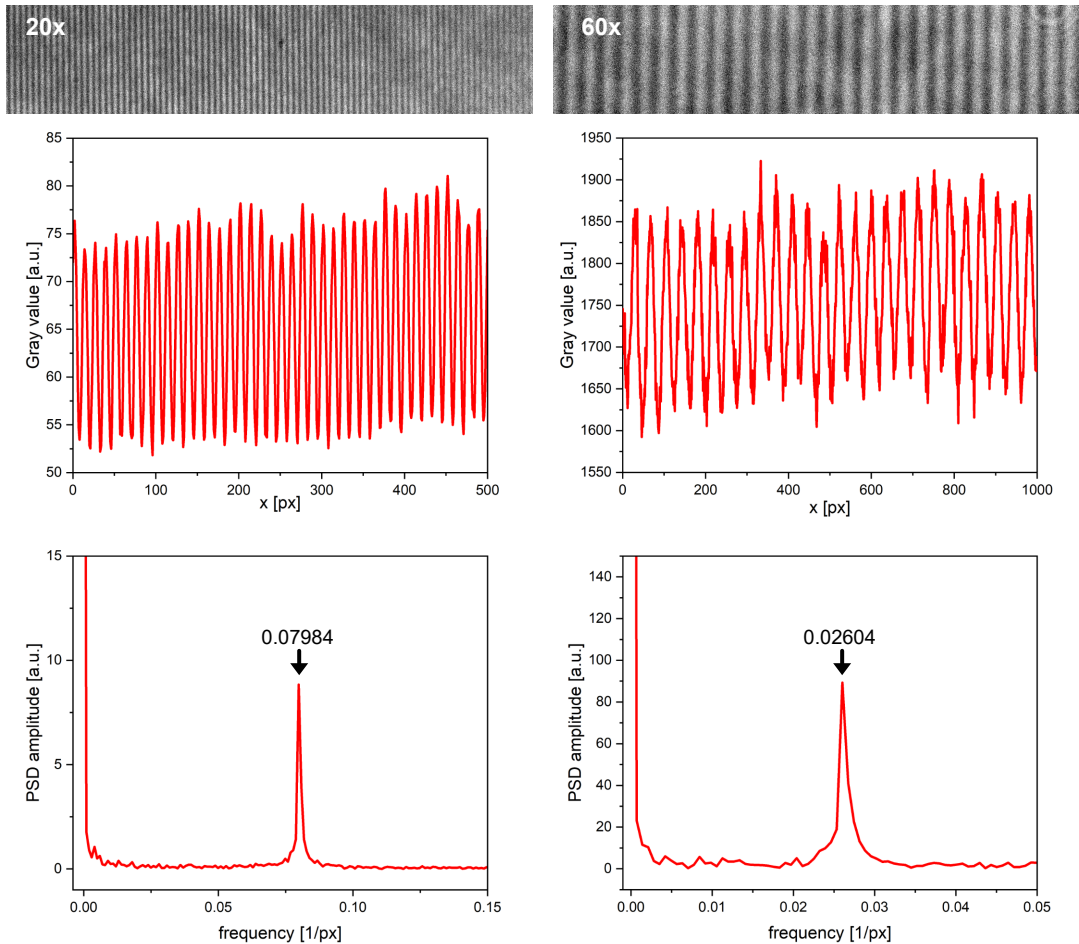 20x
60x
85
80
75
70
65
60
55
50
Gray value [a.u.]
0 100 200 300 400 500
x [px]
1950
1900
1850
1800
1750
1700
1650
1600
1550
Gray value [a.u.]
0 200 400 600 800 1000
x [px]
15
10
5
0
PSD amplitude [a.u.]
0.07984
0.00 0.05 0.10 0.15
frequency [1/px]
140
120
100
80
60
40
20
0
PSD amplitude [a.u.]
0.02604
0.00 0.01 0.02 0.03 0.04 0.05
frequency [1/px]